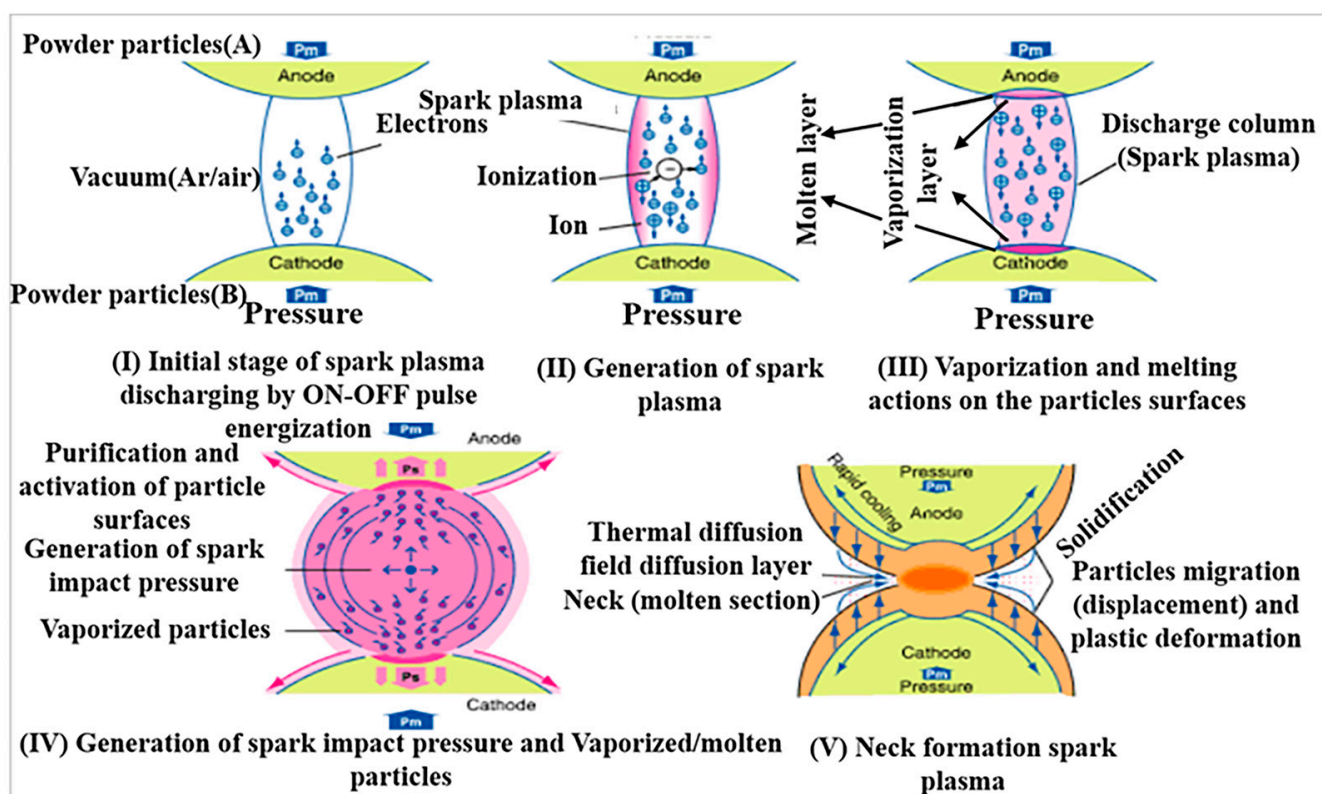 Powder particles(A)
Pm
Anode
Electrons
Vacuum(Ar/air)
Cathode
Powder particles(B)
Pm
Pressure
(I) Initial stage of spark plasma
discharging by ON-OFF pulse
energization
Pm
Anode
Spark plasma
Ionization
Ion
Cathode
Pm
Pressure
(II) Generation of spark
plasma
Pm
Anode
Molten layer
Vaporization
layer
Discharge column
(Spark plasma)
Cathode
Pm
Pressure
(III) Vaporization and melting
actions on the particles surfaces
Pm
Anode
Ps
Purification and
activation of particle
surfaces
Generation of spark
impact pressure
Vaporized particles
Ps
Cathode
Pm
(IV) Generation of spark impact pressure and Vaporized/molten
particles
Rapid cooling
Pressure
Pm
Anode
Solidification
Thermal diffusion
field diffusion layer
Neck (molten section)
Particles migration
(displacement) and
plastic deformation
Cathode
Pm
Pressure
(V) Neck formation spark
plasma